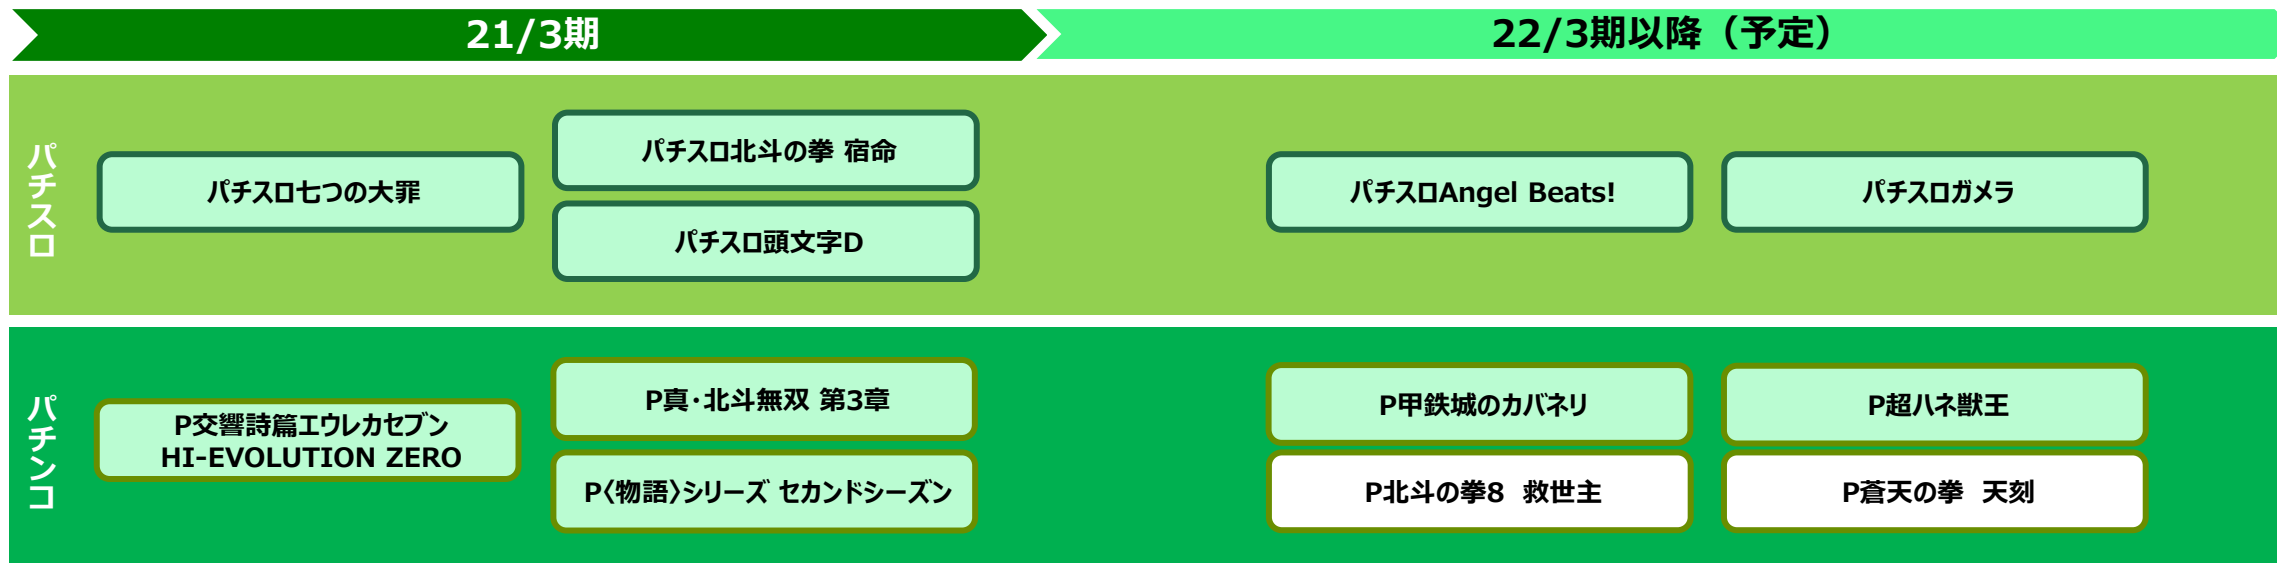 21/3期
22/3期以降（予定）
パチスロ
パチスロ七つの大罪
パチスロ北斗の拳 宿命
パチスロ頭文字D
パチスロAngel Beats!
パチスロガメラ
パチンコ
P交響詩篇エウレカセブン
HI-EVOLUTION ZERO
P真・北斗無双 第3章
P〈物語〉シリーズ セカンドシーズン
P甲鉄城のカバネリ
P超ハネ獣王
P北斗の拳8 救世主
P蒼天の拳 天刻